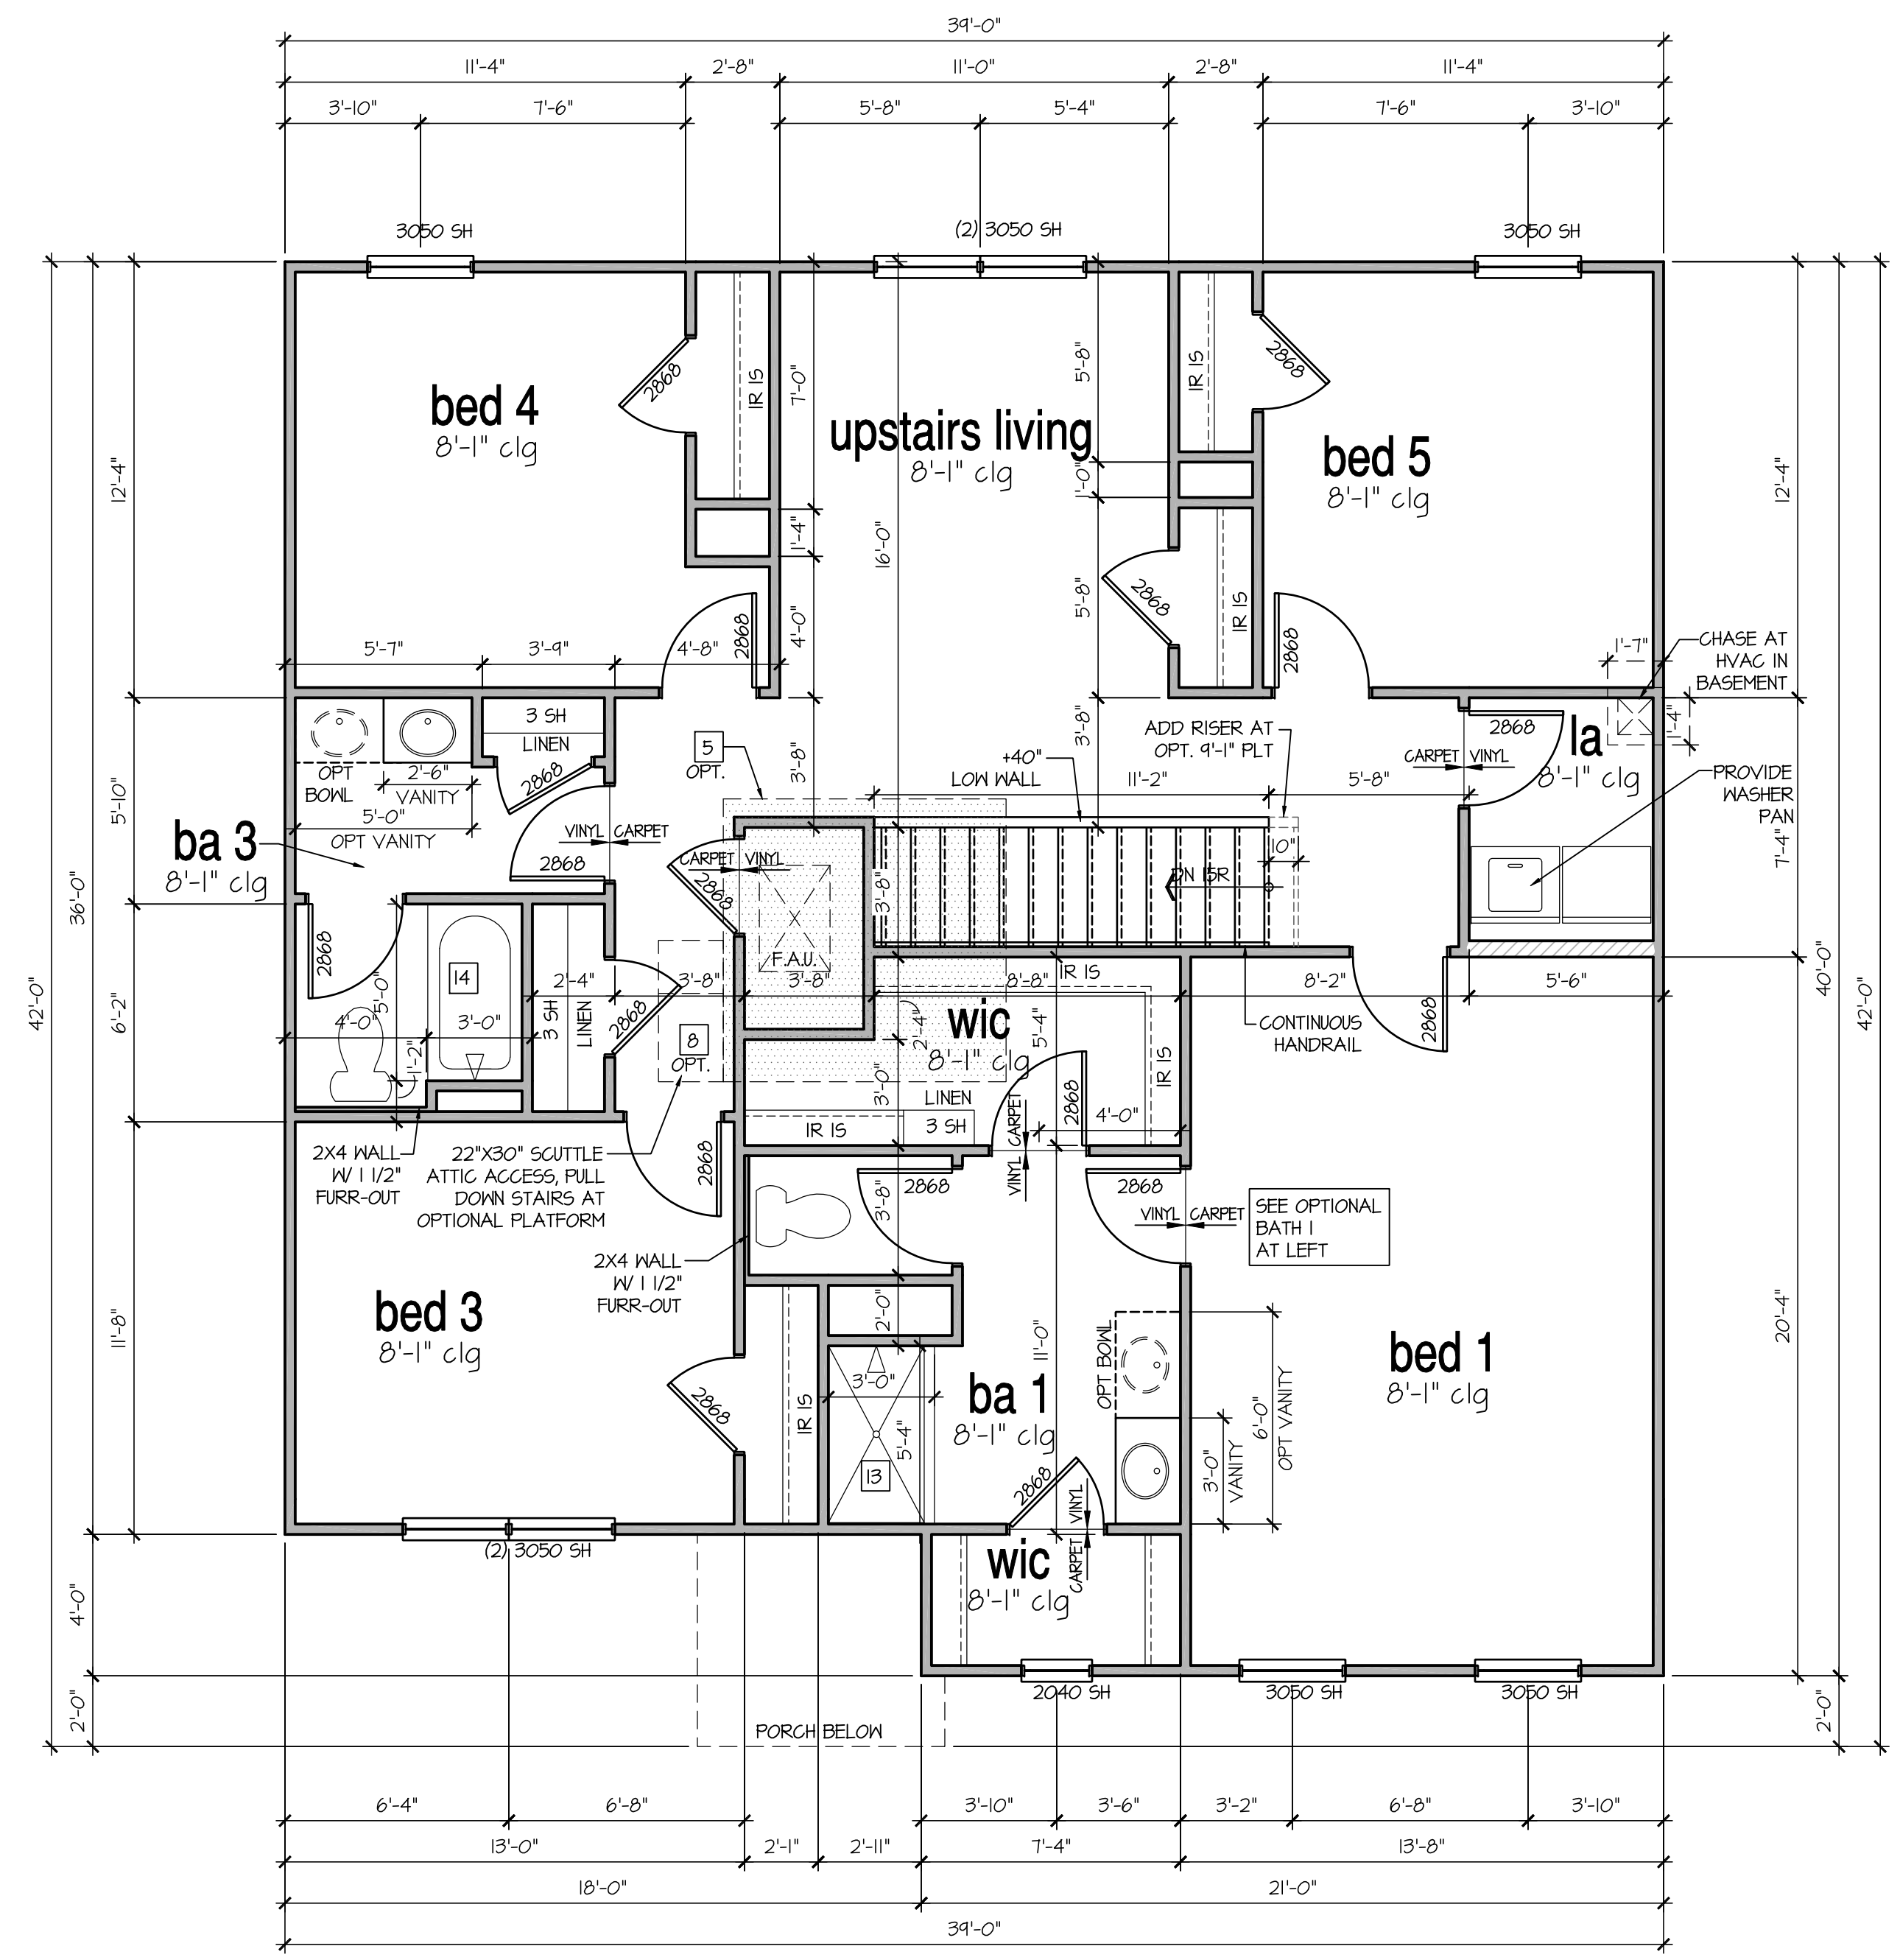 39'-0"
11'-4"
2'-8"
11'-0"
2'-8"
11'-4"
3'-10"
7'-6"
5'-8"
5'-4"
7'-6"
3'-10"
3050 SH
(2) 3050 SH
3050 SH
bed 4
8'-1" clg
2868
IR IS
7'-0"
upstairs living
8'-1" clg
5'-8"
1'-0"
IR IS
2868
bed 5
8'-1" clg
12'-4"
12'-4"
1'-4"
16'-0"
4'-0"
5'-8"
2868
IR IS
2868
2868
5'-7"
3'-9"
4'-8"
1'-7"
CHASE AT
HVAC IN
BASEMENT
1'-4"
3 SH
LINEN
2868
OPT
BOWL
2'-6"
VANITY
5'-0"
OPT VANITY
5
OPT.
3'-8"
3'-8"
+40"
LOW WALL
ADD RISER AT
OPT. 9'-1" PLT
11'-2"
5'-8"
CARPET
VINYL
2868
la
8'-1" clg
PROVIDE
WASHER
PAN
5'-10"
ba 3
8'-1" clg
VINYL
CARPET
2868
CARPET
VINYL
2868
3'-8"
DN 15R
10"
7'-4"
36'-0"
42'-0"
40'-0"
42'-0"
F.A.U.
2868
14
5'-0"
2'-4"
3'-8"
3'-8"
8'-8"
IR IS
8'-2"
5'-6"
6'-2"
4'-0"
3'-0"
1'-2"
3 SH
LINEN
2868
8
OPT.
2'-4"
wic
8'-1" clg
5'-4"
IR IS
CONTINUOUS
HANDRAIL
2868
3'-0"
LINEN
3 SH
IR IS
2868
4'-0"
CARPET
VINYL
2X4 WALL
W/ 1 1/2"
FURR-OUT
22"X30" SCUTTLE
ATTIC ACCESS, PULL
DOWN STAIRS AT
OPTIONAL PLATFORM
2868
2868
3'-8"
2868
VINYL
CARPET
SEE OPTIONAL
BATH 1
AT LEFT
2X4 WALL
W/ 1 1/2"
FURR-OUT
bed 3
8'-1" clg
11'-8"
2'-0"
11'-0"
20'-4"
OPT BOWL
bed 1
8'-1" clg
2868
IR IS
3'-0"
5'-4"
13
ba 1
8'-1" clg
6'-0"
OPT VANITY
3'-0"
VANITY
2868
VINYL
CARPET
(2) 3050 SH
wic
8'-1" clg
4'-0"
2'-0"
2040 SH
3050 SH
3050 SH
2'-0"
PORCH BELOW
6'-4"
6'-8"
3'-10"
3'-6"
3'-2"
6'-8"
3'-10"
13'-0"
2'-1"
2'-11"
7'-4"
13'-8"
18'-0"
21'-0"
39'-0"